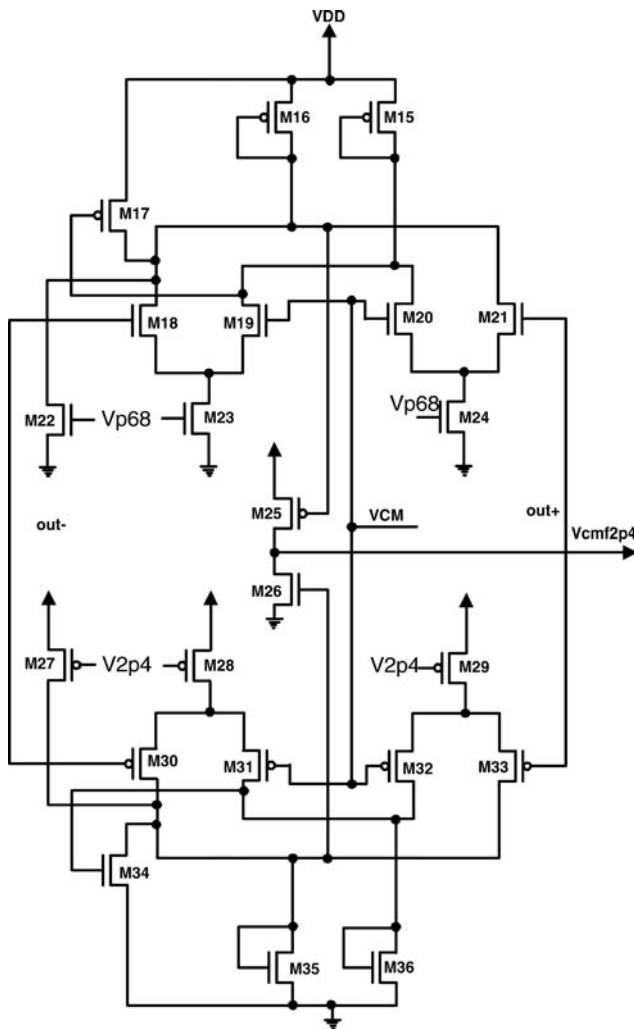 VDD
M16
M15
M17
M18
M19
M20
M21
M22
Vp68
M23
Vp68
M24
M25
VCM
out-
out+
Vcmf2p4
M26
M27
V2p4
M28
V2p4
M29
M30
M31
M32
M33
M34
M35
M36